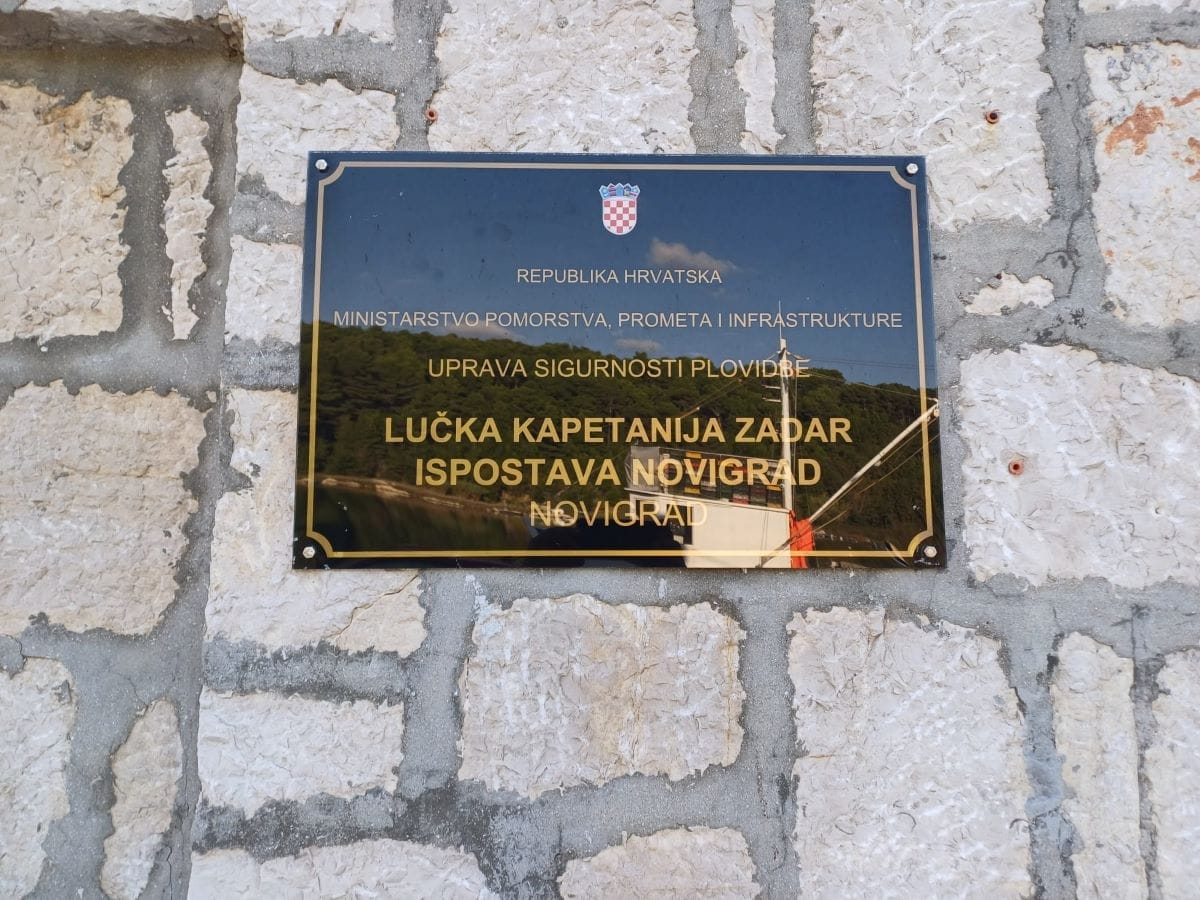 REPUBLIKA HRVATSKA
MINISTARSTVO POMORSTVA, PROMETA I INFRASTRUKTURE
UPRAVA SIGURNOSTI PLOVIDBE
LUČKA KAPETANIJA ZADAR
ISPOSTAVA NOVIGRAD
NOVIGRAD